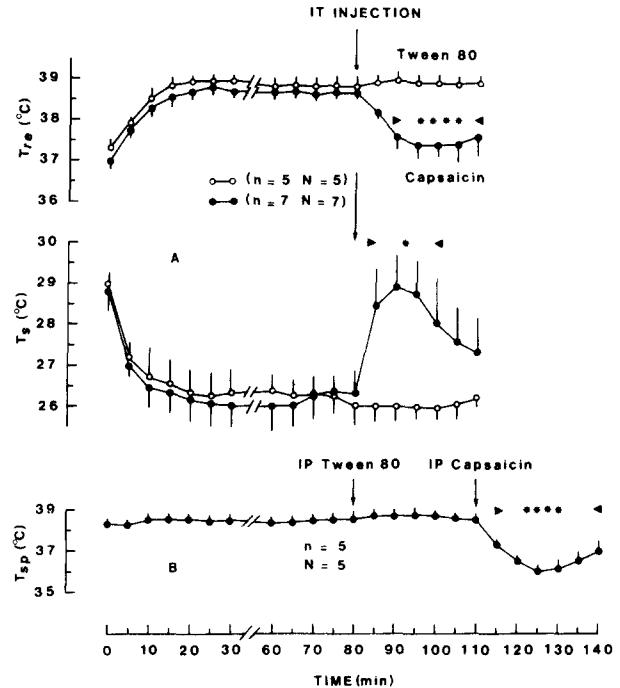 IT INJECTION
Tween 80
39
38
37
36
Tre (°C)
Capsaicin
(n = 5 N = 5)
(n = 7 N = 7)
A
30
29
28
27
26
Ts (°C)
IP Tween 80 IP Capsaicin
39
37
35
Tsp (°C)
n = 5
N = 5
B
0 10 20 30 60 70 80 90 100 110 120 130 140
TIME (min)